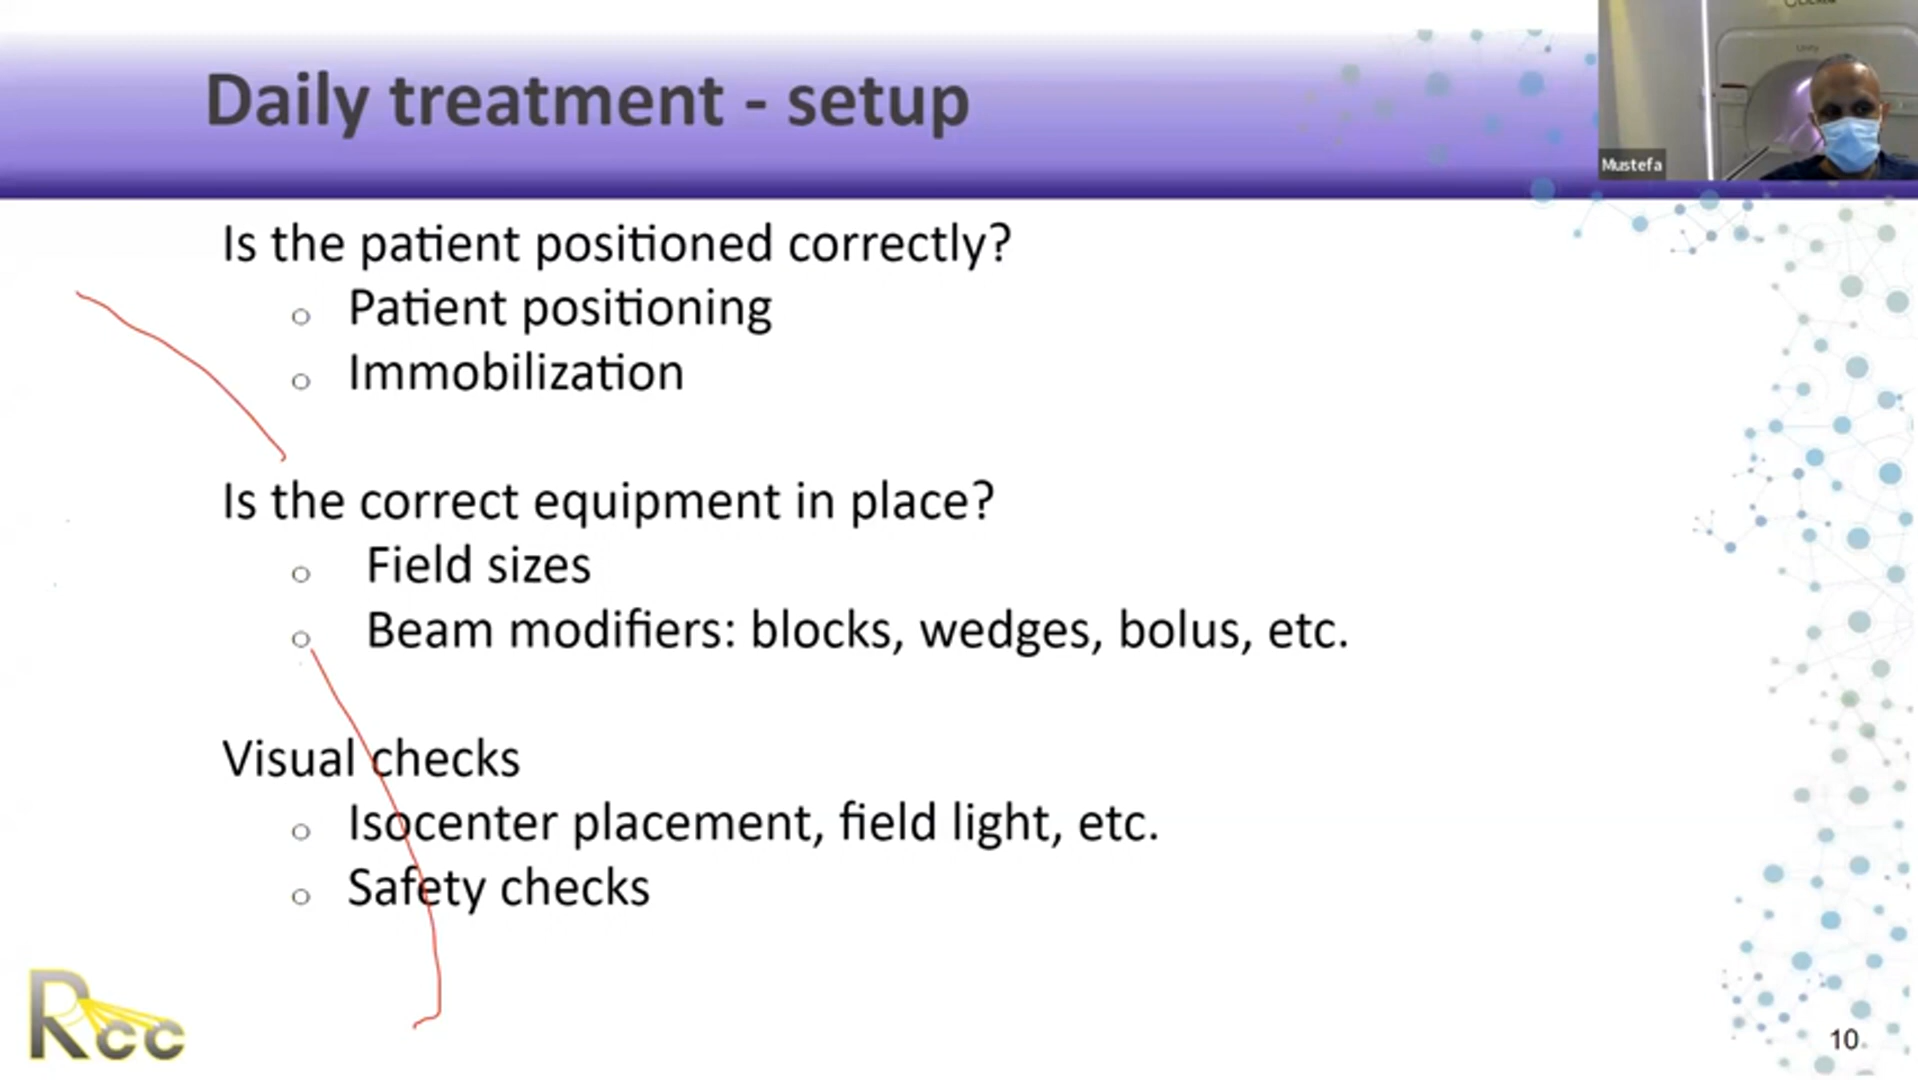 Daily treatment - setup
Unity
Mustefa
Is the patient positioned correctly?
Patient positioning
Immobilization
Is the correct equipment in place?
Field sizes
Beam modifiers: blocks, wedges, bolus, etc.
Visual checks
Isocenter placement, field light, etc.
Safety checks
Rcc
10